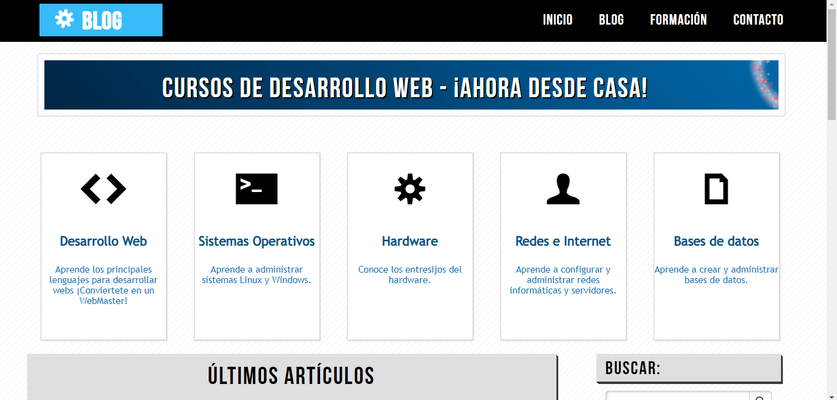 BLOG
INICIO BLOG FORMACIÓN CONTACTO
CURSOS DE DESARROLLO WEB - ¡AHORA DESDE CASA!
Desarrollo Web
Aprende los principales
lenguajes para desarrollar
webs ¡Conviertete en un
WebMaster!
Sistemas Operativos
Aprende a administrar
sistemas Linux y Windows.
Hardware
Conoce los entresijos del
hardware.
Redes e Internet
Aprende a configurar y
administrar redes
informáticas y servidores.
Bases de datos
Aprende a crear y administrar
bases de datos.
ÚLTIMOS ARTÍCULOS
BUSCAR: